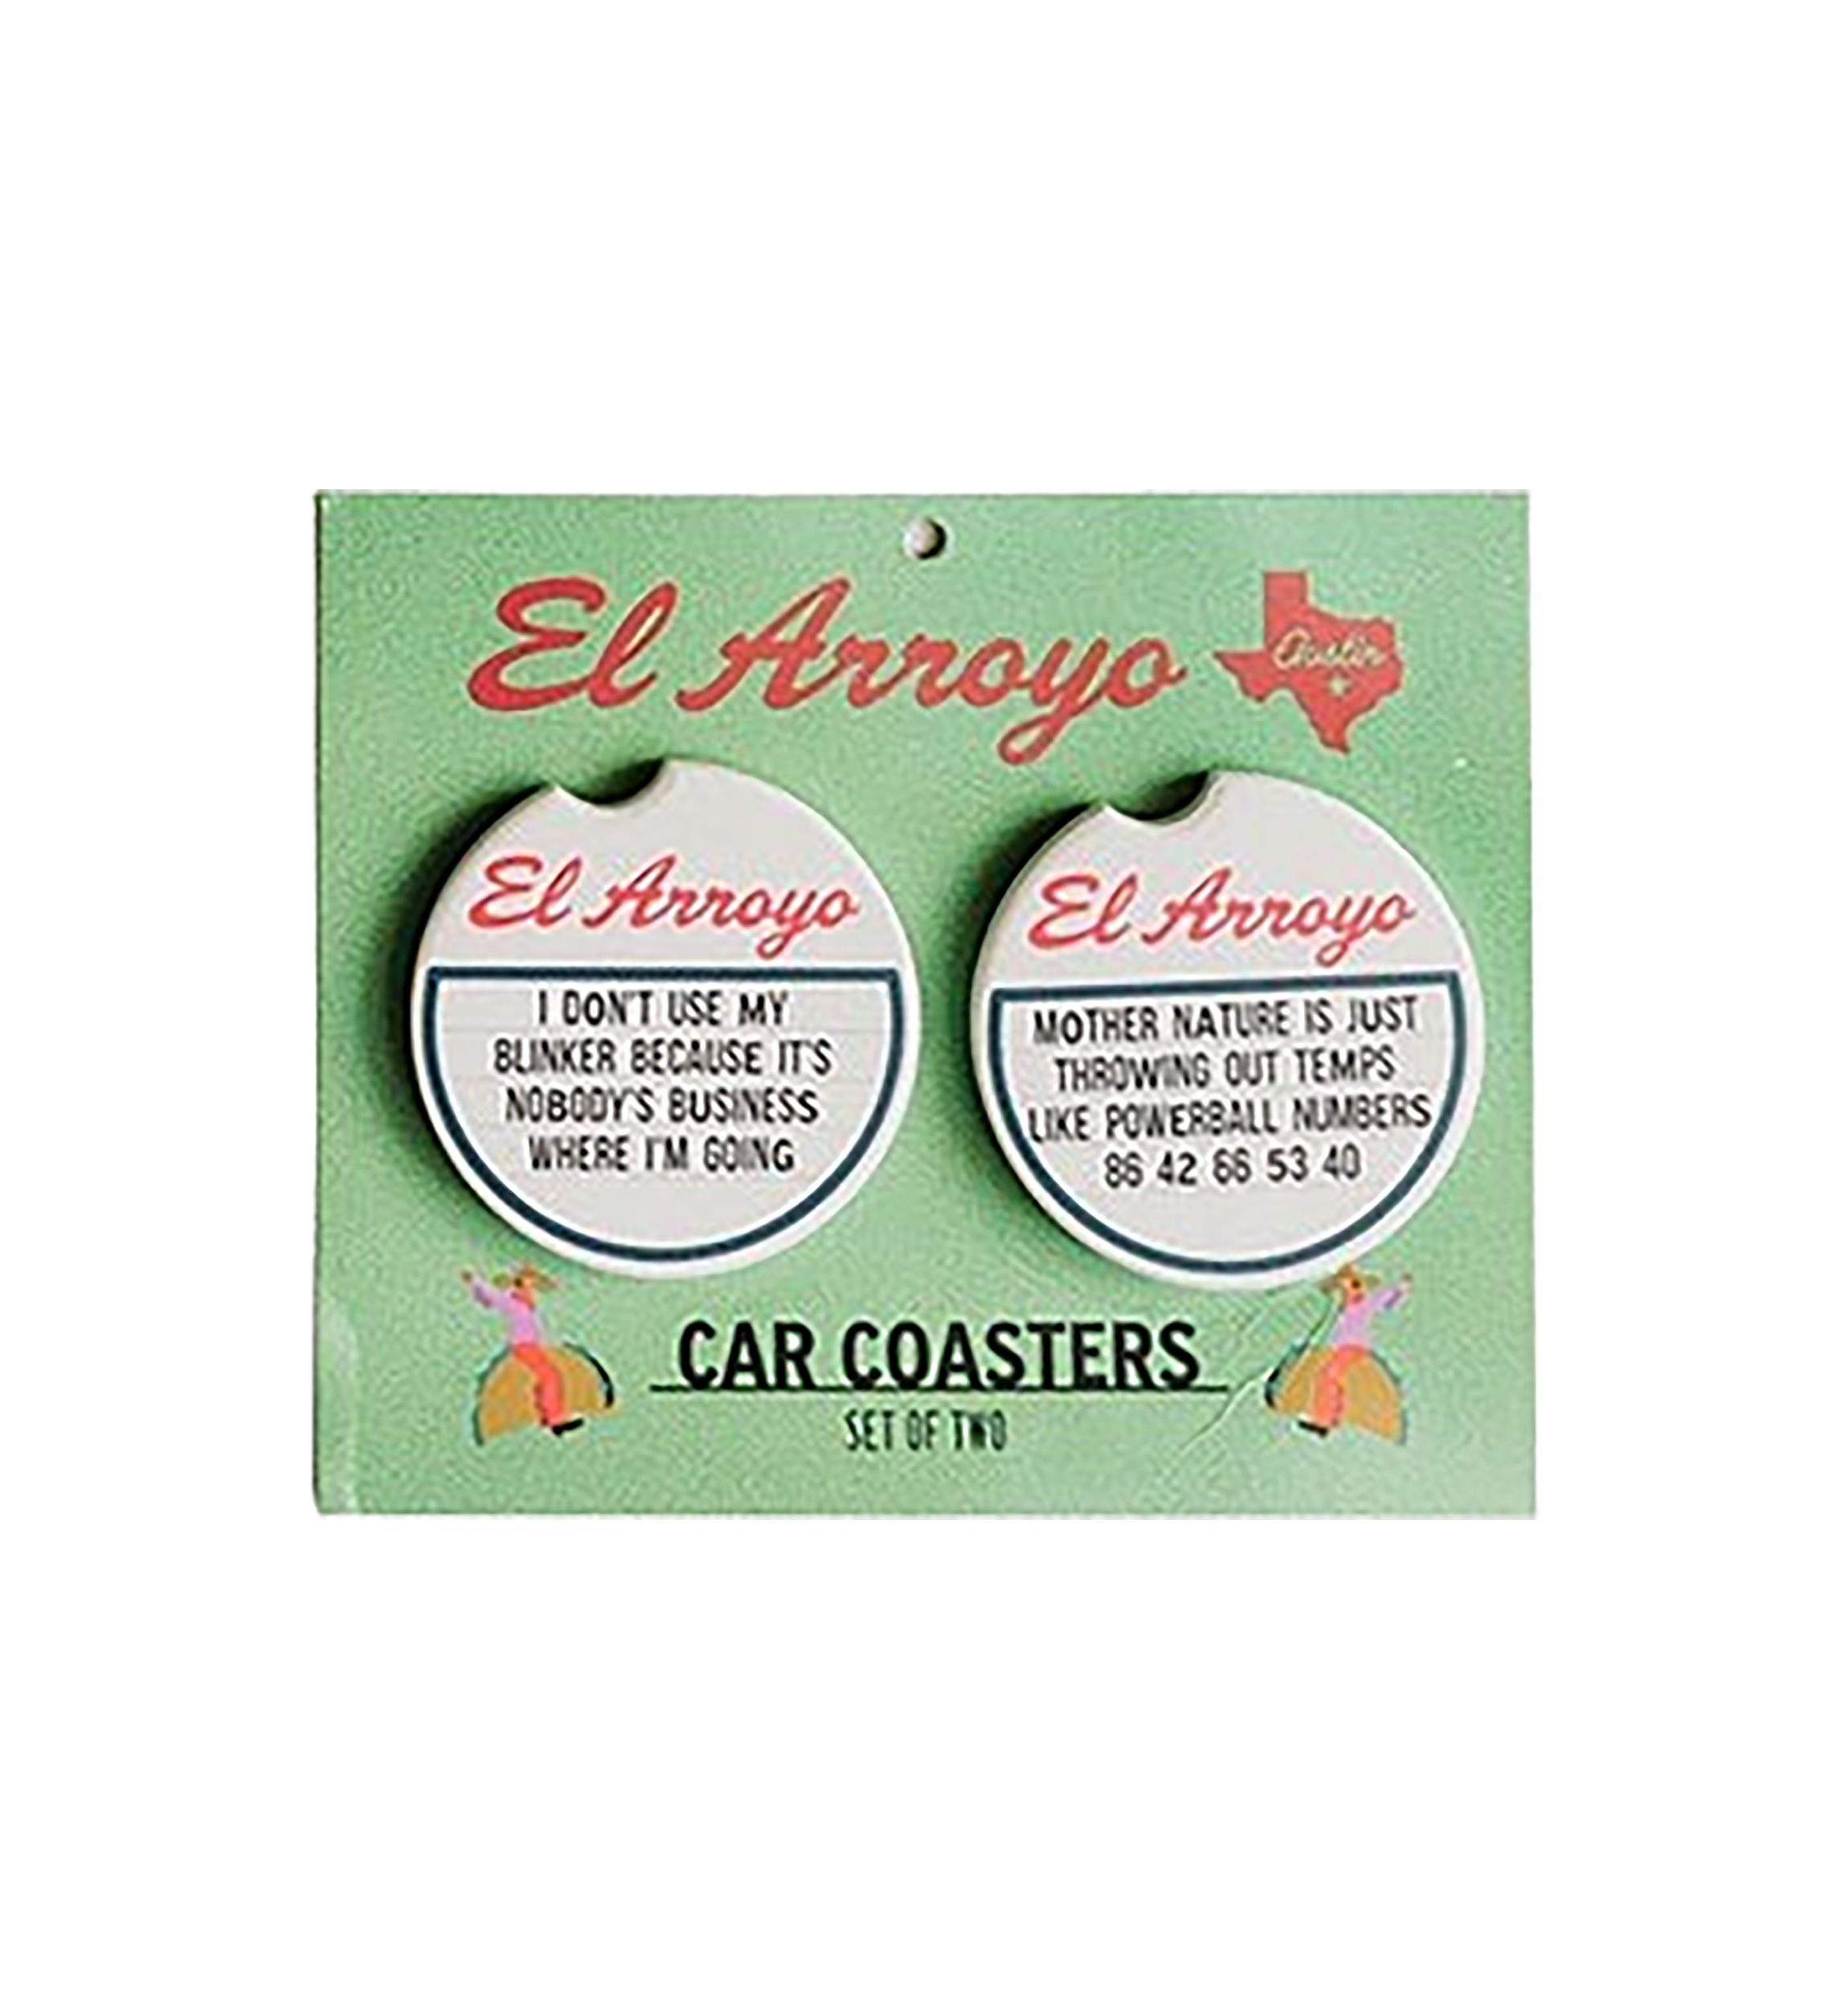 El Arroyo
Austin
El Arroyo
I DON'T USE MY
BLINKER BECAUSE IT'S
NOBODY'S BUSINESS
WHERE I'M GOING
El Arroyo
MOTHER NATURE IS JUST
THROWING OUT TEMPS
LIKE POWERBALL NUMBERS
86 42 66 53 40
CAR COASTERS
SET OF TWO